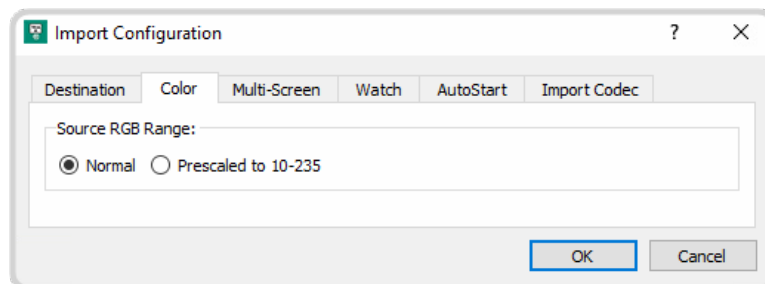 Import Configuration ?
Destination Color Multi-Screen Watch AutoStart Import Codec
Source RGB Range:
Normal Prescaled to 10-235
OK Cancel